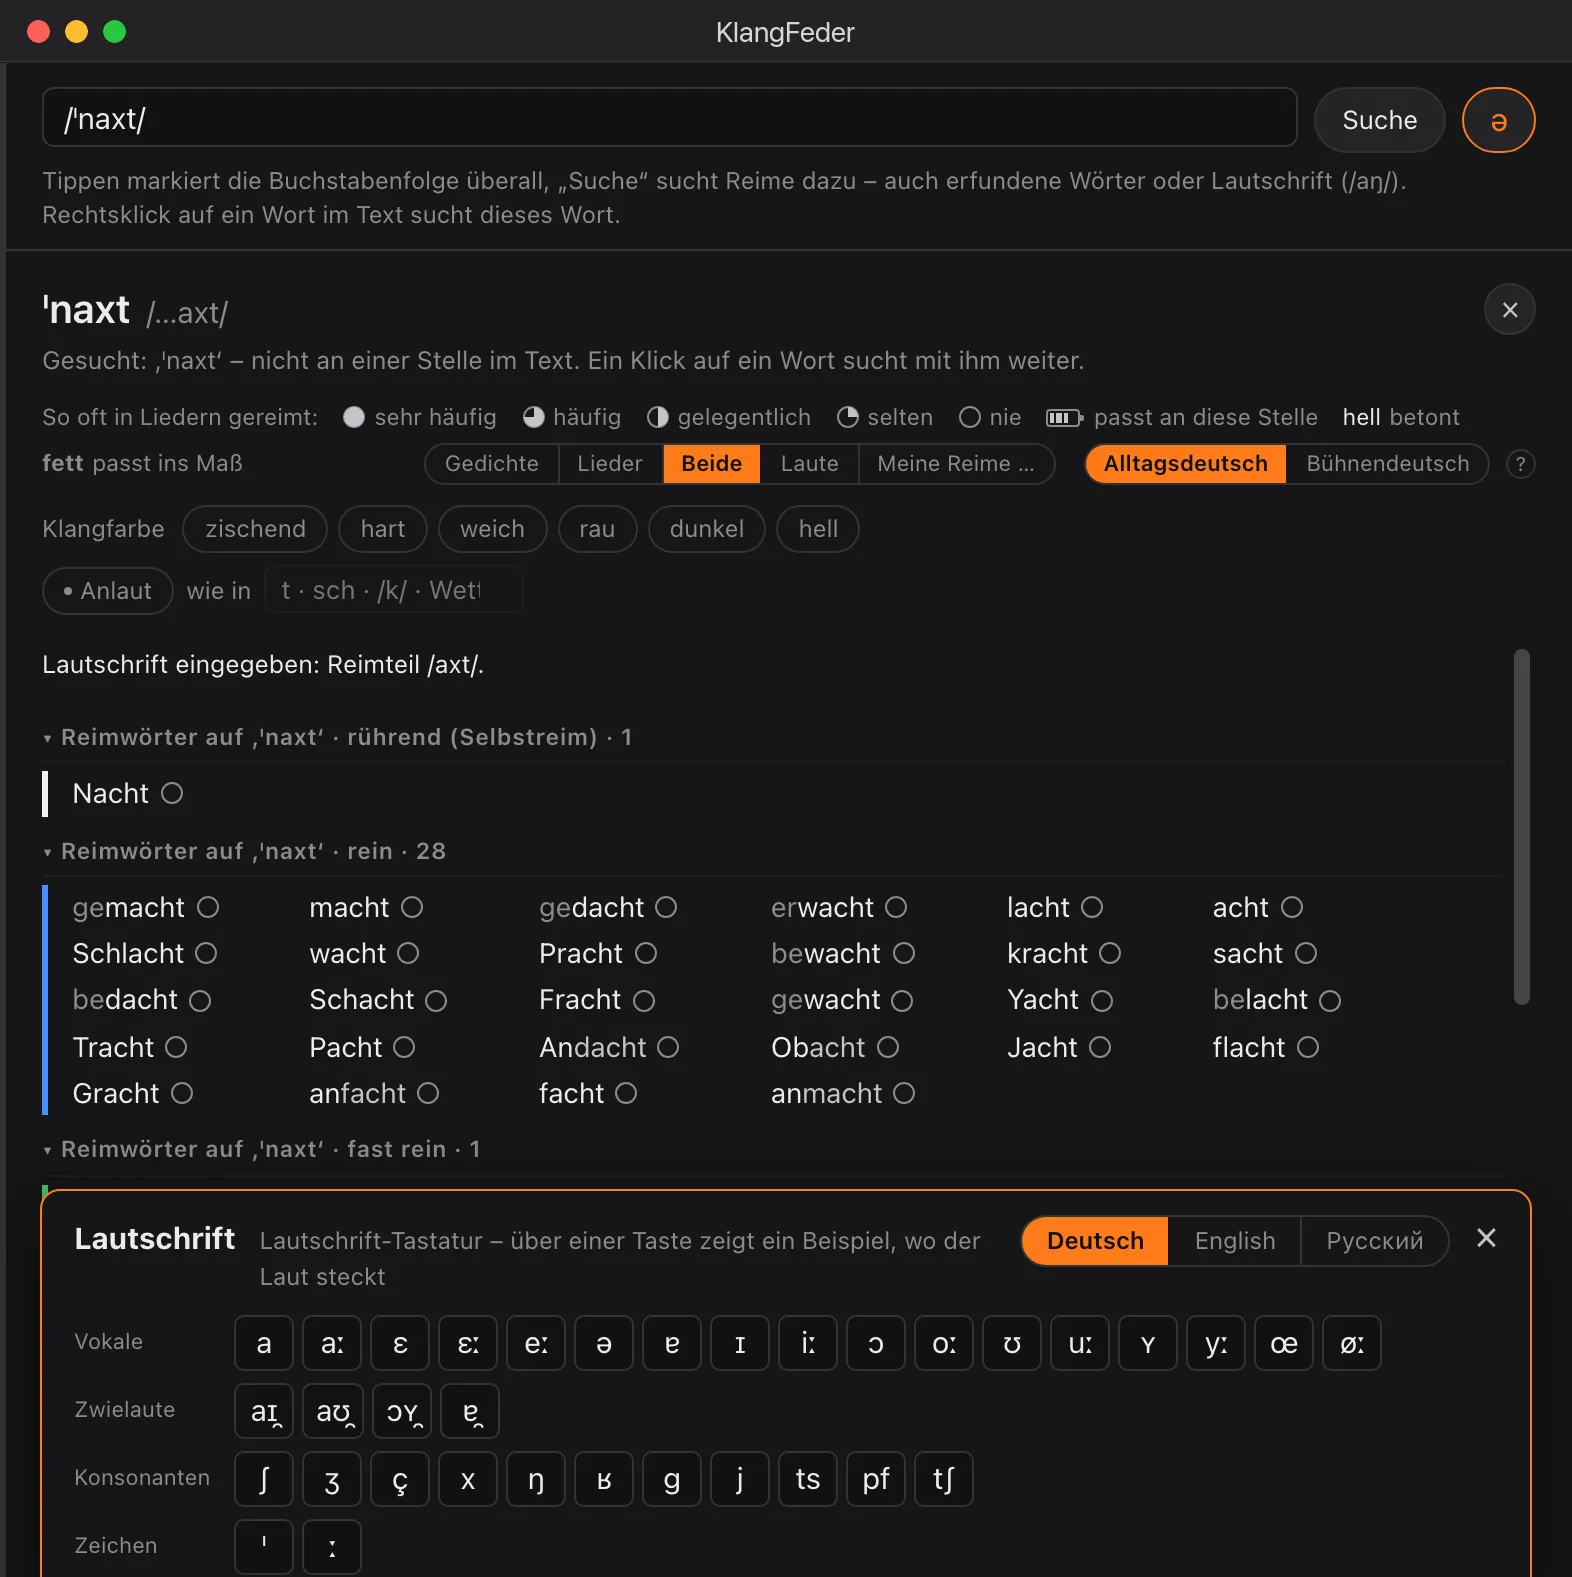 KlangFeder
/ˈnaxt/
Suche
ə
Tippen markiert die Buchstabenfolge überall, „Suche“ sucht Reime dazu – auch erfundene Wörter oder Lautschrift (/aŋ/).
Rechtsklick auf ein Wort im Text sucht dieses Wort.
ˈnaxt /…axt/
×
Gesucht: ‚ˈnaxt‘ – nicht an einer Stelle im Text. Ein Klick auf ein Wort sucht mit ihm weiter.
So oft in Liedern gereimt: sehr häufig häufig gelegentlich selten nie passt an diese Stelle hell betont
fett passt ins Maß Gedichte Lieder Beide Laute Meine Reime … Alltagsdeutsch Bühnendeutsch ?
Klangfarbe zischend hart weich rau dunkel hell
• Anlaut wie in t · sch · /k/ · Wett
Lautschrift eingegeben: Reimteil /axt/.
▾ Reimwörter auf ‚ˈnaxt‘ · rührend (Selbstreim) · 1
Nacht
▾ Reimwörter auf ‚ˈnaxt‘ · rein · 28
gemacht macht gedacht erwacht lacht acht
Schlacht wacht Pracht bewacht kracht sacht
bedacht Schacht Fracht gewacht Yacht belacht
Tracht Pacht Andacht Obacht Jacht flacht
Gracht anfacht facht anmacht
▾ Reimwörter auf ‚ˈnaxt‘ · fast rein · 1
Lautschrift Lautschrift-Tastatur – über einer Taste zeigt ein Beispiel, wo der
Laut steckt
Deutsch English Русский ×
Vokale a aː ɛ ɛː eː ə ɐ ɪ iː ɔ oː ʊ uː ʏ yː œ øː
Zwielaute aɪ̯ aʊ̯ ɔʏ̯ ɐ̯
Konsonanten ʃ ʒ ç x ŋ ʁ ɡ j ts pf tʃ
Zeichen ˈ ː